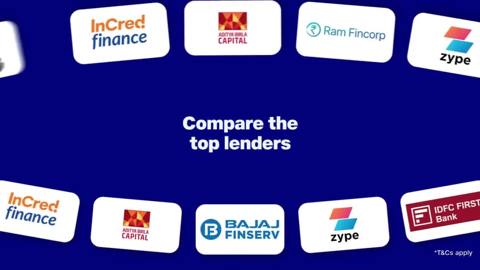 InCred
finance
ADITYA BIRLA
CAPITAL
Ram Fincorp
zype
Compare the
top lenders
InCred
finance
ADITYA BIRLA
CAPITAL
BAJAJ
FINSERV
zype
IDFC FIRST
Bank
*T&Cs apply